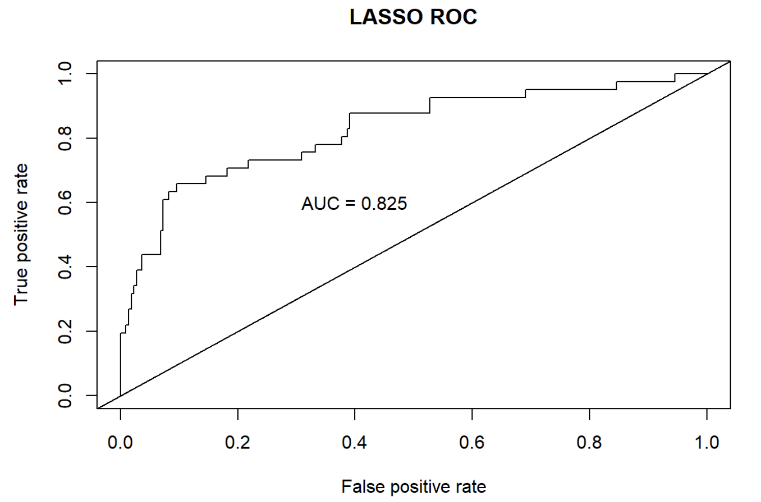 LASSO ROC
True positive rate
1.0
0.8
0.6
0.4
0.2
0.0
AUC = 0.825
0.0 0.2 0.4 0.6 0.8 1.0
False positive rate